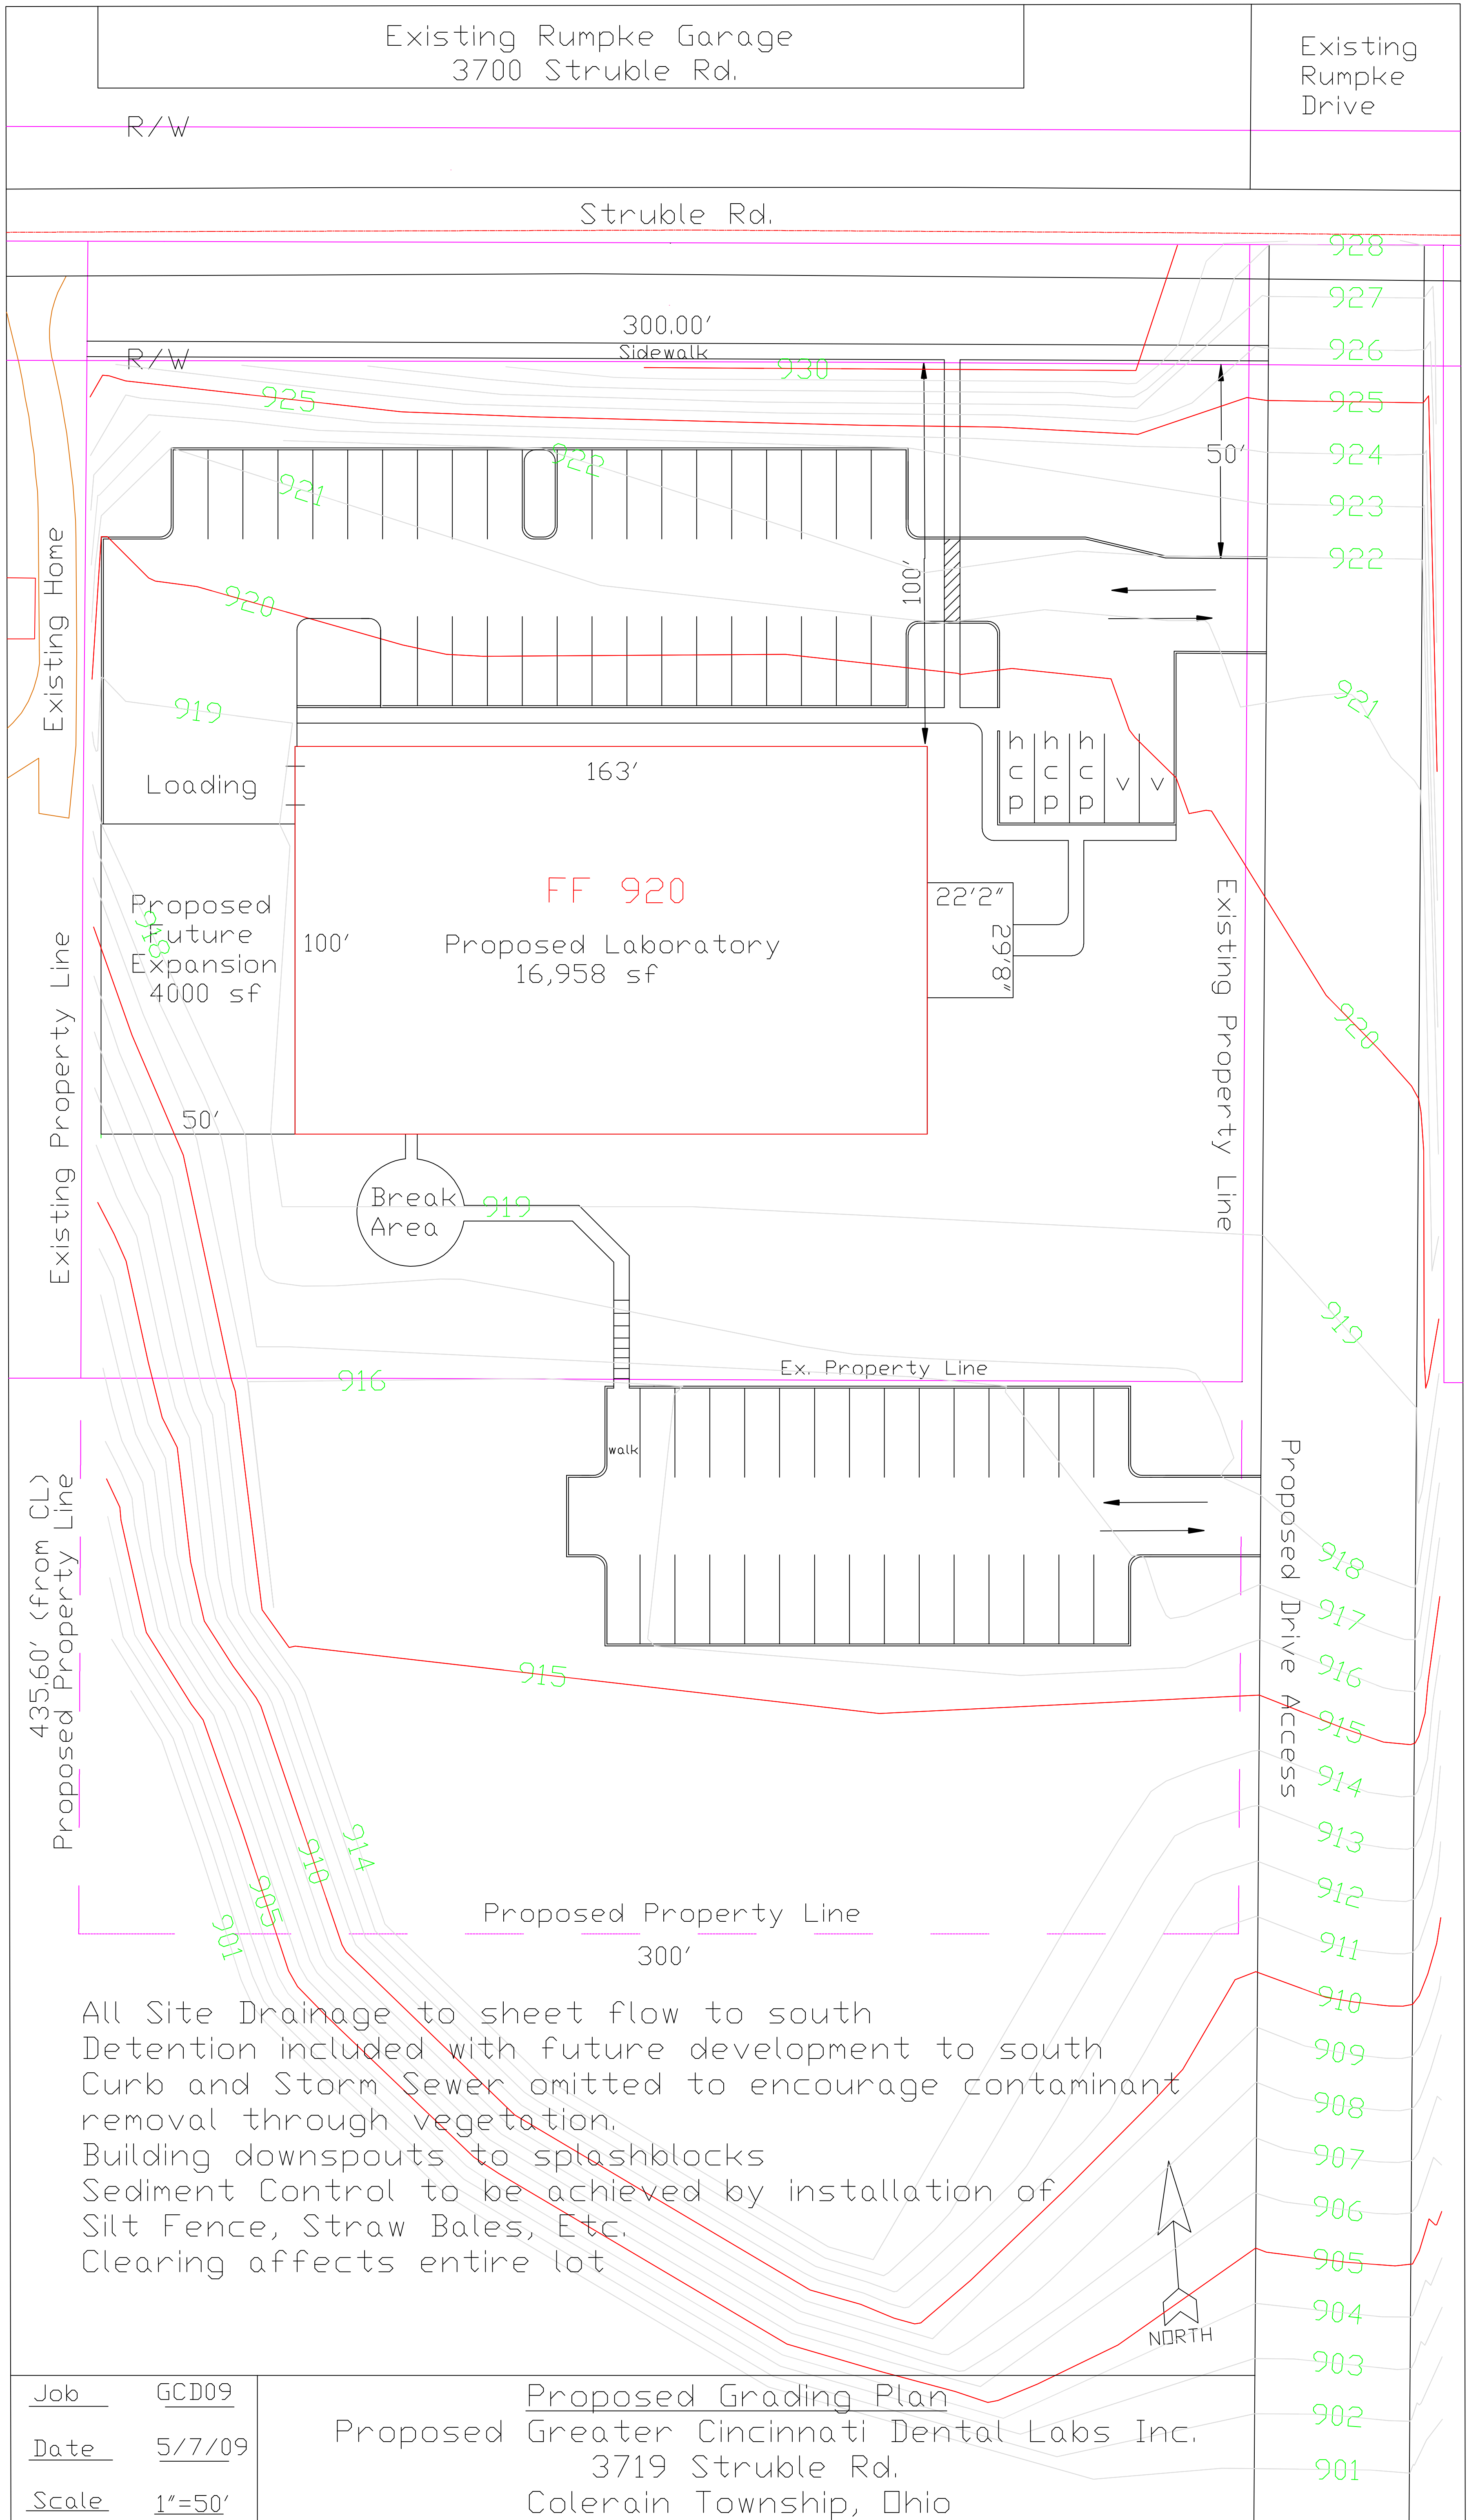 Existing Rumpke Garage
3700 Struble Rd.
Existing
Rumpke
Drive
R/W
Struble Rd.
928
927
300.00'
926
Sidewalk
R/W
930
925
925
50'
924
922
921
923
922
Existing Home
100'
920
919
921
hcp
hcp
hcp
v
v
163'
Loading
FF 920
22'2"
29'8"
Proposed
Future
Expansion
4000 sf
918
100'
Proposed Laboratory
16,958 sf
Existing Property Line
Existing Property Line
920
50'
Break
Area
919
919
Ex. Property Line
916
walk
435.60' (from CL)
Proposed Property Line
Proposed Drive Access
918
917
916
915
915
914
913
912
911
910
909
908
907
906
905
904
903
902
901
914
910
905
901
Proposed Property Line
300'
All Site Drainage to sheet flow to south
Detention included with future development to south
Curb and Storm Sewer omitted to encourage contaminant
removal through vegetation.
Building downspouts to splashblocks
Sediment Control to be achieved by installation of
Silt Fence, Straw Bales, Etc.
Clearing affects entire lot
NORTH
Job GCD09
Date 5/7/09
Scale 1"=50'
Proposed Grading Plan
Proposed Greater Cincinnati Dental Labs Inc.
3719 Struble Rd.
Colerain Township, Ohio